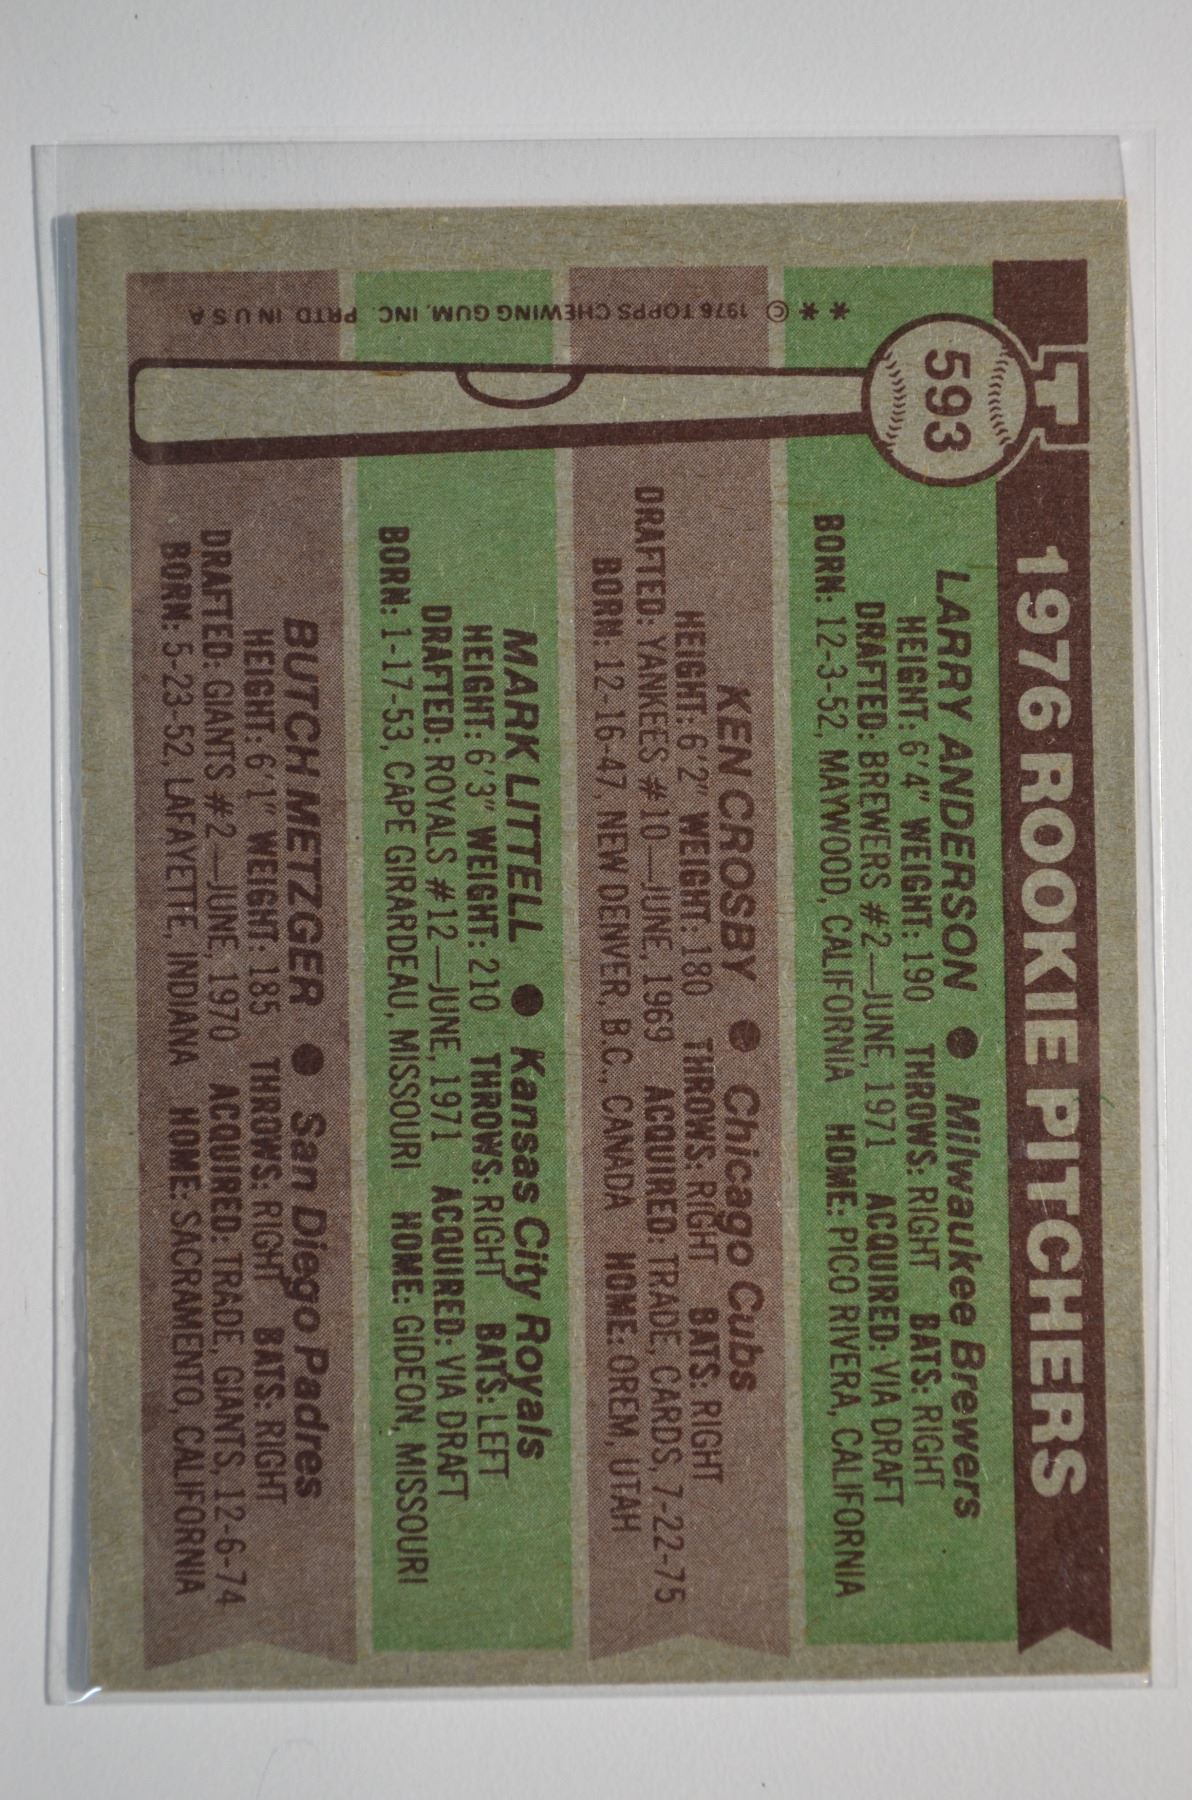 593
1976 ROOKIE PITCHERS
LARRY ANDERSON ● Milwaukee Brewers
HEIGHT: 6'4" WEIGHT: 190 THROWS: RIGHT BATS: RIGHT
DRAFTED: BREWERS #2—JUNE, 1971 ACQUIRED: VIA DRAFT
BORN: 12-3-52, MAYWOOD, CALIFORNIA HOME: PICO RIVERA, CALIFORNIA
KEN CROSBY ● Chicago Cubs
HEIGHT: 6'2" WEIGHT: 180 THROWS: RIGHT BATS: RIGHT
DRAFTED: YANKEES #10—JUNE, 1969 ACQUIRED: TRADE, CARDS, 7-22-75
BORN: 12-16-47, NEW DENVER, B.C., CANADA HOME: OREM, UTAH
MARK LITTELL ● Kansas City Royals
HEIGHT: 6'3" WEIGHT: 210 THROWS: RIGHT BATS: LEFT
DRAFTED: ROYALS #12—JUNE, 1971 ACQUIRED: VIA DRAFT
BORN: 1-17-53, CAPE GIRARDEAU, MISSOURI HOME: GIDEON, MISSOURI
BUTCH METZGER ● San Diego Padres
HEIGHT: 6'1" WEIGHT: 185 THROWS: RIGHT BATS: RIGHT
DRAFTED: GIANTS #2—JUNE, 1970 ACQUIRED: TRADE, GIANTS, 12-6-74
BORN: 5-23-52, LAFAYETTE, INDIANA HOME: SACRAMENTO, CALIFORNIA
** © 1976 TOPPS CHEWING GUM, INC. PRTD. IN U.S.A.